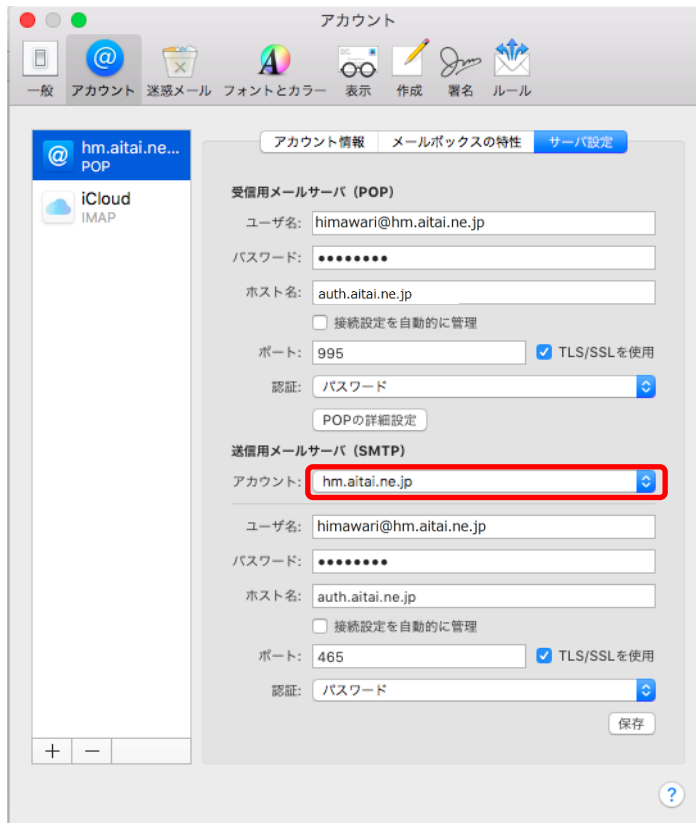 アカウント
一般 アカウント 迷惑メール フォントとカラー 表示 作成 署名 ルール
hm.aitai.ne...
POP
iCloud
IMAP
アカウント情報 メールボックスの特性 サーバ設定
受信用メールサーバ（POP）
ユーザ名: himawari@hm.aitai.ne.jp
パスワード: ••••••••
ホスト名: auth.aitai.ne.jp
接続設定を自動的に管理
ポート: 995 TLS/SSLを使用
認証: パスワード
POPの詳細設定
送信用メールサーバ（SMTP）
アカウント: hm.aitai.ne.jp
ユーザ名: himawari@hm.aitai.ne.jp
パスワード: ••••••••
ホスト名: auth.aitai.ne.jp
接続設定を自動的に管理
ポート: 465 TLS/SSLを使用
認証: パスワード
保存
+ −
?